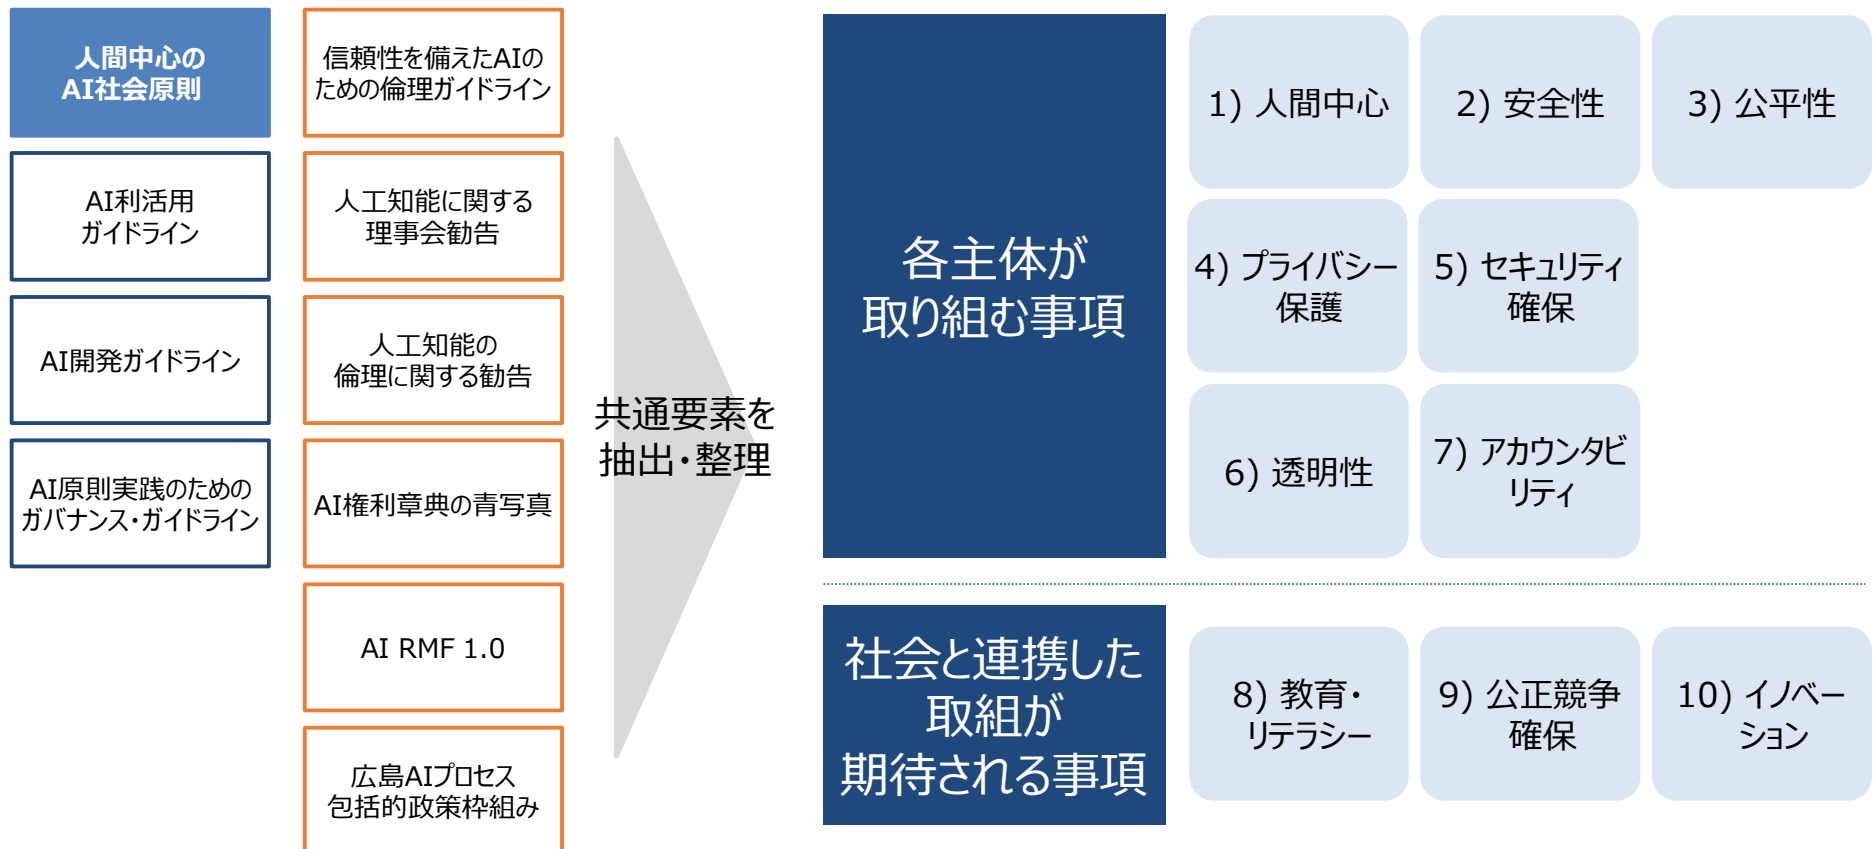 人間中心の
AI社会原則
AI利活用
ガイドライン
AI開発ガイドライン
AI原則実践のための
ガバナンス・ガイドライン
信頼性を備えたAIの
ための倫理ガイドライン
人工知能に関する
理事会勧告
人工知能の
倫理に関する勧告
AI権利章典の青写真
AI RMF 1.0
広島AIプロセス
包括的政策枠組み
共通要素を
抽出・整理
各主体が
取り組む事項
1) 人間中心
2) 安全性
3) 公平性
4) プライバシー
保護
5) セキュリティ
確保
6) 透明性
7) アカウンタビ
リティ
社会と連携した
取組が
期待される事項
8) 教育・
リテラシー
9) 公正競争
確保
10) イノベー
ション